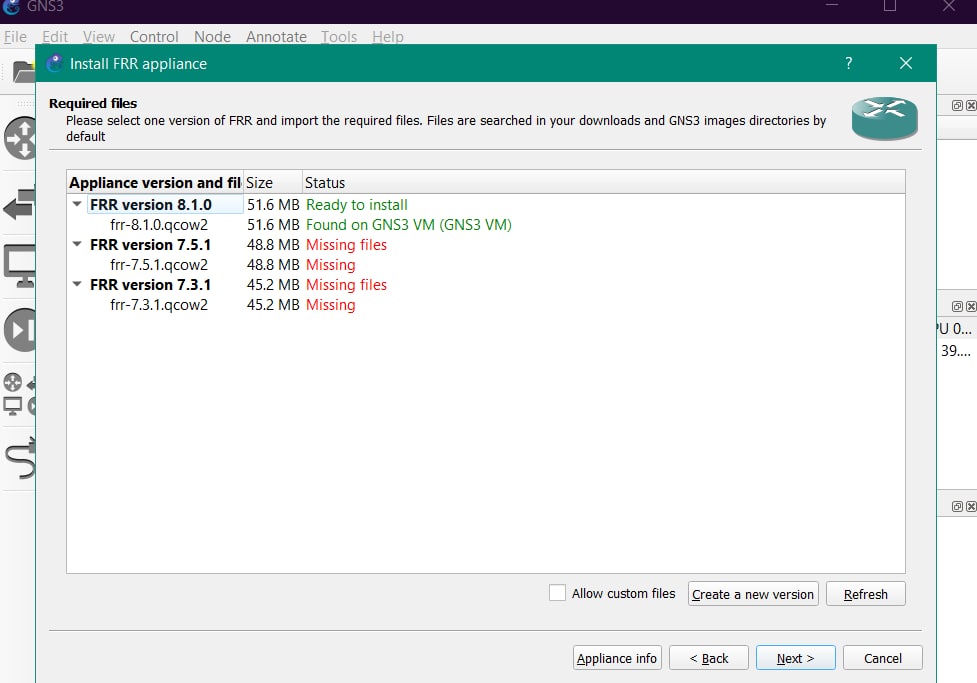 GNS3
File Edit View Control Node Annotate Tools Help
Install FRR appliance
?
Required files
Please select one version of FRR and import the required files. Files are searched in your downloads and GNS3 images directories by
default
Appliance version and fil Size Status
FRR version 8.1.0 51.6 MB Ready to install
frr-8.1.0.qcow2 51.6 MB Found on GNS3 VM (GNS3 VM)
FRR version 7.5.1 48.8 MB Missing files
frr-7.5.1.qcow2 48.8 MB Missing
FRR version 7.3.1 45.2 MB Missing files
frr-7.3.1.qcow2 45.2 MB Missing
PU 0...
39....
Allow custom files Create a new version Refresh
Appliance info < Back Next > Cancel